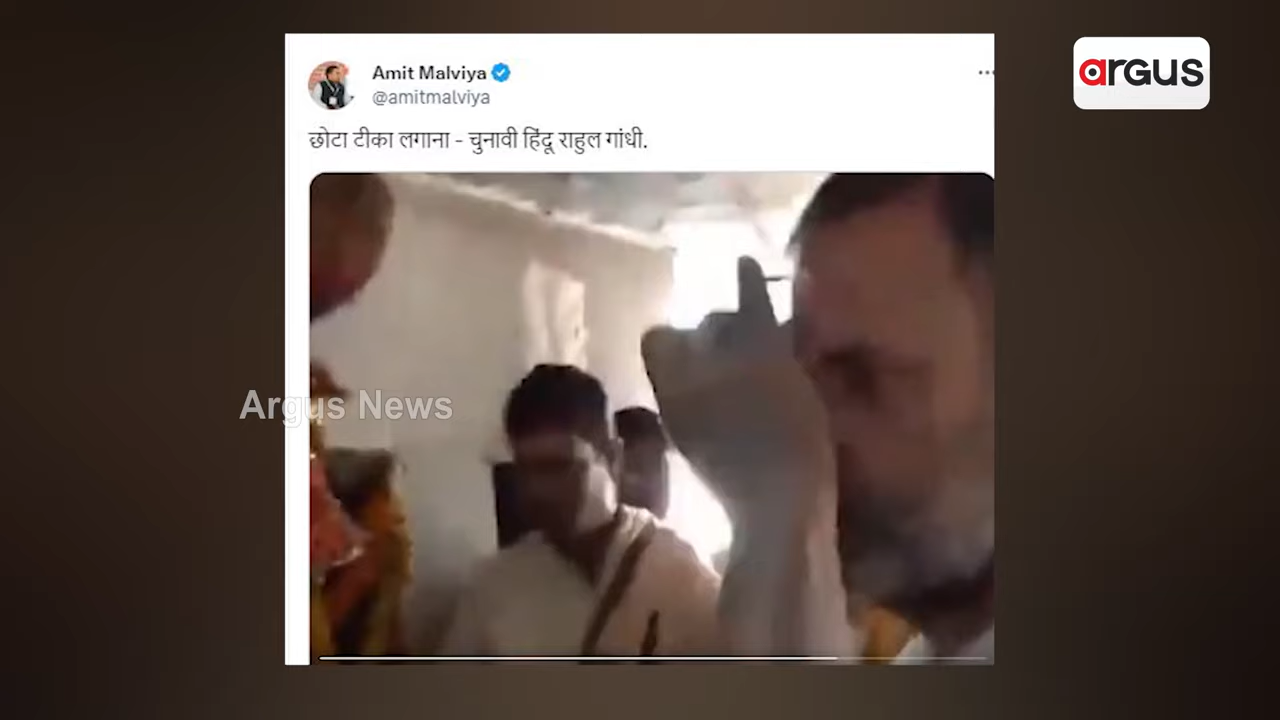 argus
Amit Malviya
@amitmalviya
छोटा टीका लगाना - चुनावी हिंदू राहुल गांधी.
Argus News